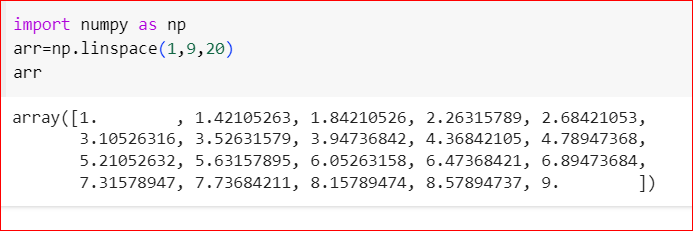 import numpy as np
arr=np.linspace(1,9,20)
arr
array([1.        , 1.42105263, 1.84210526, 2.26315789, 2.68421053,
       3.10526316, 3.52631579, 3.94736842, 4.36842105, 4.78947368,
       5.21052632, 5.63157895, 6.05263158, 6.47368421, 6.89473684,
       7.31578947, 7.73684211, 8.15789474, 8.57894737, 9.        ])